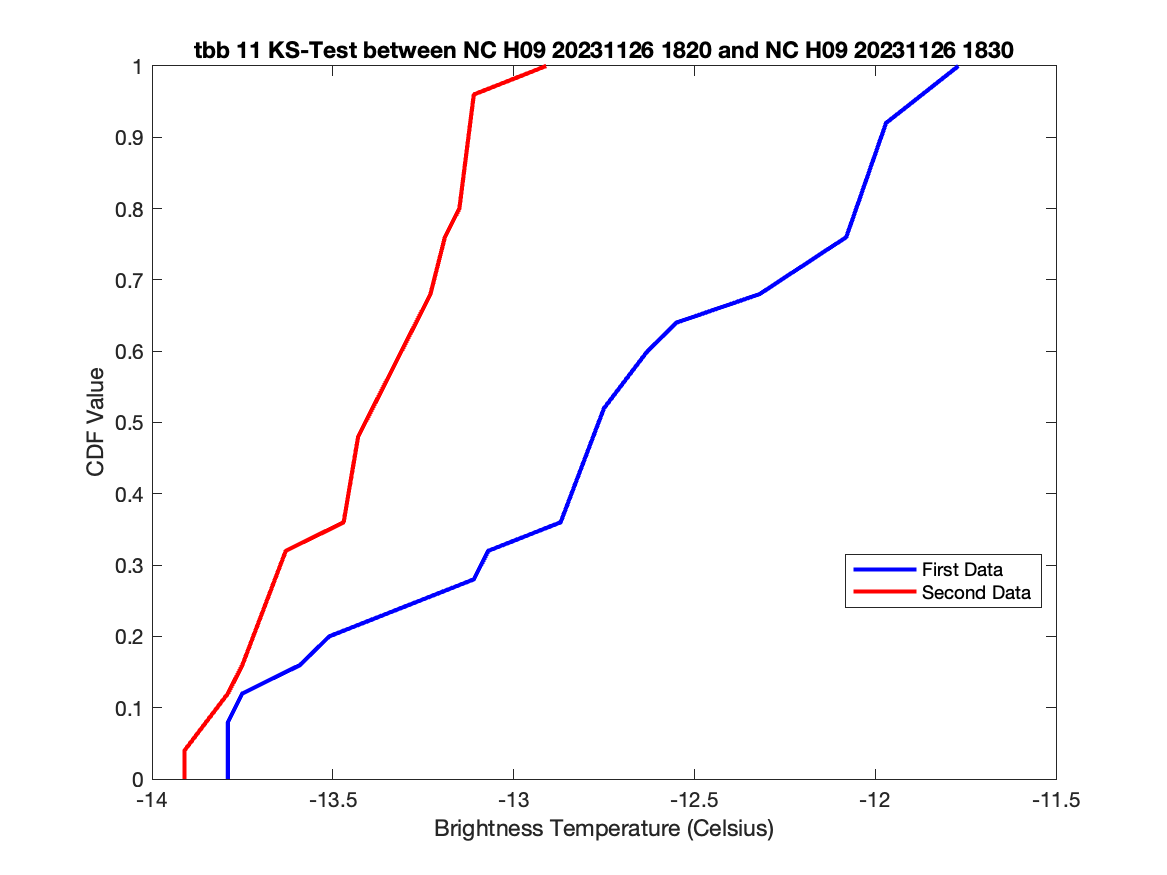 tbb 11 KS-Test between NC H09 20231126 1820 and NC H09 20231126 1830
1
0.9
0.8
0.7
0.6
0.5
0.4
0.3
0.2
0.1
0
CDF Value
First Data
Second Data
-14 -13.5 -13 -12.5 -12 -11.5
Brightness Temperature (Celsius)